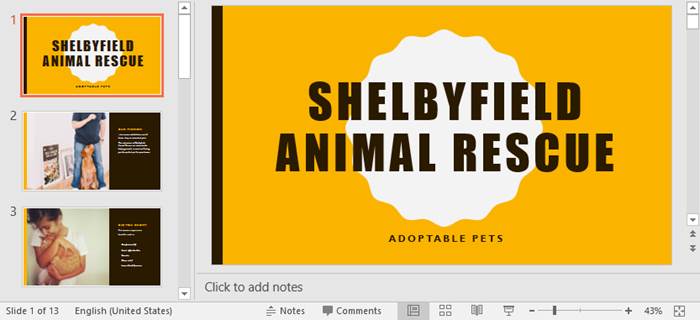 1
SHELBYFIELD
ANIMAL RESCUE
ADOPTABLE PETS
2
3
SHELBYFIELD
ANIMAL RESCUE
ADOPTABLE PETS
Click to add notes
Slide 1 of 13
English (United States)
Notes
Comments
43%